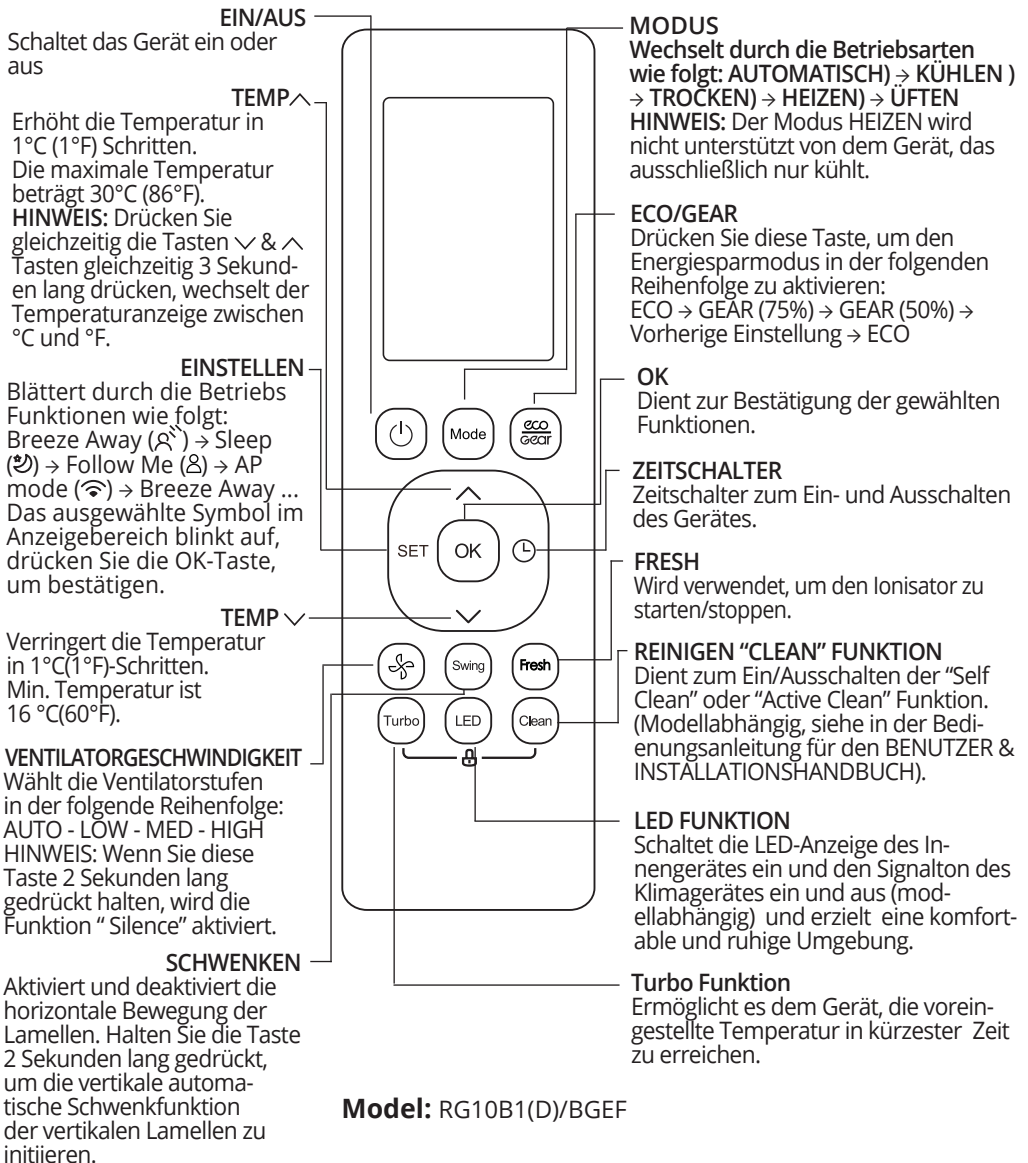 EIN/AUS
Schaltet das Gerät ein oder
aus
TEMP
Erhöht die Temperatur in
1°C (1°F) Schritten.
Die maximale Temperatur
beträgt 30°C (86°F).
HINWEIS: Drücken Sie
gleichzeitig die Tasten ﹀ & ︿
Tasten gleichzeitig 3 Sekund-
en lang drücken, wechselt der
Temperaturanzeige zwischen
°C und °F.
EINSTELLEN
Blättert durch die Betriebs
Funktionen wie folgt:
Breeze Away () → Sleep
() → Follow Me () → AP
mode () → Breeze Away ...
Das ausgewählte Symbol im
Anzeigebereich blinkt auf,
drücken Sie die OK-Taste,
um bestätigen.
TEMP
Verringert die Temperatur
in 1°C(1°F)-Schritten.
Min. Temperatur ist
16 °C(60°F).
VENTILATORGESCHWINDIGKEIT
Wählt die Ventilatorstufen
in der folgende Reihenfolge:
AUTO - LOW - MED - HIGH
HINWEIS: Wenn Sie diese
Taste 2 Sekunden lang
gedrückt halten, wird die
Funktion “ Silence” aktiviert.
SCHWENKEN
Aktiviert und deaktiviert die
horizontale Bewegung der
Lamellen. Halten Sie die Taste
2 Sekunden lang gedrückt,
um die vertikale automa-
tische Schwenkfunktion
der vertikalen Lamellen zu
initiieren.
Mode
eco
Gear
SET
OK
Swing
Fresh
Turbo
LED
Clean
MODUS
Wechselt durch die Betriebsarten
wie folgt: AUTOMATISCH) → KÜHLEN )
→ TROCKEN) → HEIZEN) → ÜFTEN
HINWEIS: Der Modus HEIZEN wird
nicht unterstützt von dem Gerät, das
ausschließlich nur kühlt.
ECO/GEAR
Drücken Sie diese Taste, um den
Energiesparmodus in der folgenden
Reihenfolge zu aktivieren:
ECO → GEAR (75%) → GEAR (50%) →
Vorherige Einstellung → ECO
OK
Dient zur Bestätigung der gewählten
Funktionen.
ZEITSCHALTER
Zeitschalter zum Ein- und Ausschalten
des Gerätes.
FRESH
Wird verwendet, um den Ionisator zu
starten/stoppen.
REINIGEN “CLEAN” FUNKTION
Dient zum Ein/Ausschalten der “Self
Clean” oder “Active Clean” Funktion.
(Modellabhängig, siehe in der Bedi-
enungsanleitung für den BENUTZER &
INSTALLATIONSHANDBUCH).
LED FUNKTION
Schaltet die LED-Anzeige des In-
nengerätes ein und den Signalton des
Klimagerätes ein und aus (mod-
ellabhängig) und erzielt eine komfort-
able und ruhige Umgebung.
Turbo Funktion
Ermöglicht es dem Gerät, die vorein-
gestellte Temperatur in kürzester Zeit
zu erreichen.
Model: RG10B1(D)/BGEF